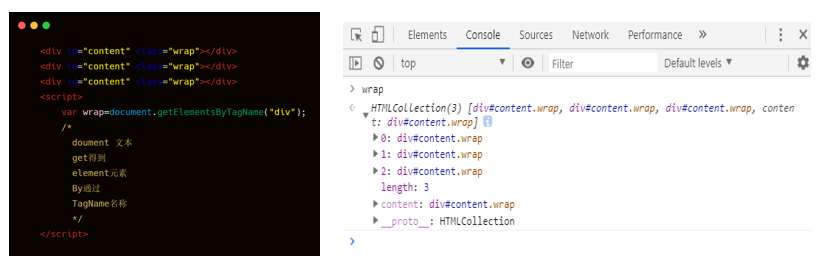 <div id="content" class="wrap"></div>
<div id="content" class="wrap"></div>
<div id="content" class="wrap"></div>
<script>
var wrap=document.getElementsByTagName("div");
/*
doument 文本
get得到
element元素
By通过
TagName名称
*/
</script>
Elements Console Sources Network Performance »
top ▼ Filter Default levels ▼
> wrap
HTMLCollection(3) [div#content.wrap, div#content.wrap, div#content.wrap, conten
t: div#content.wrap] i
0: div#content.wrap
1: div#content.wrap
2: div#content.wrap
length: 3
content: div#content.wrap
__proto__: HTMLCollection
>